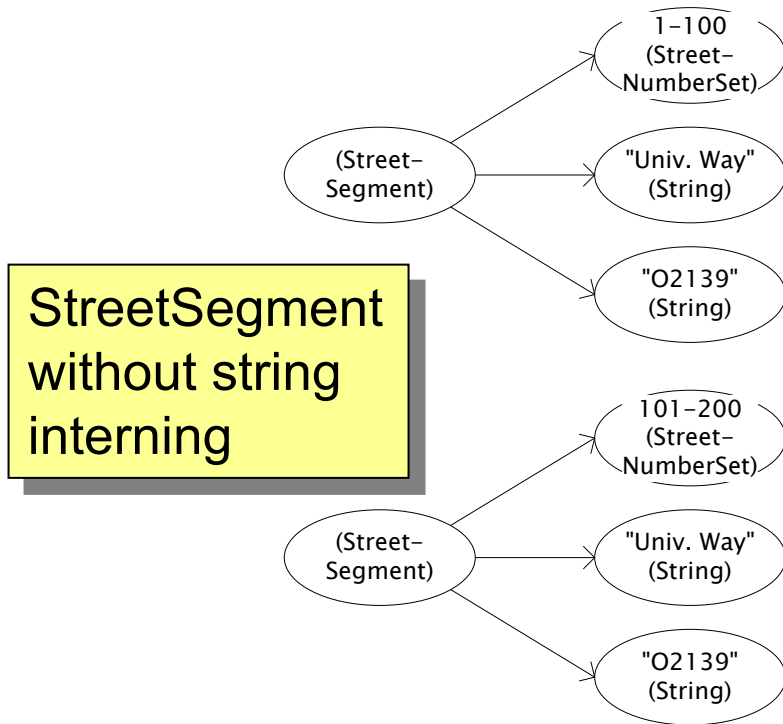 1-100
(Street-
NumberSet)
(Street-
Segment)
"Univ. Way"
(String)
"O2139"
(String)
StreetSegment
without string
interning
101-200
(Street-
NumberSet)
(Street-
Segment)
"Univ. Way"
(String)
"O2139"
(String)